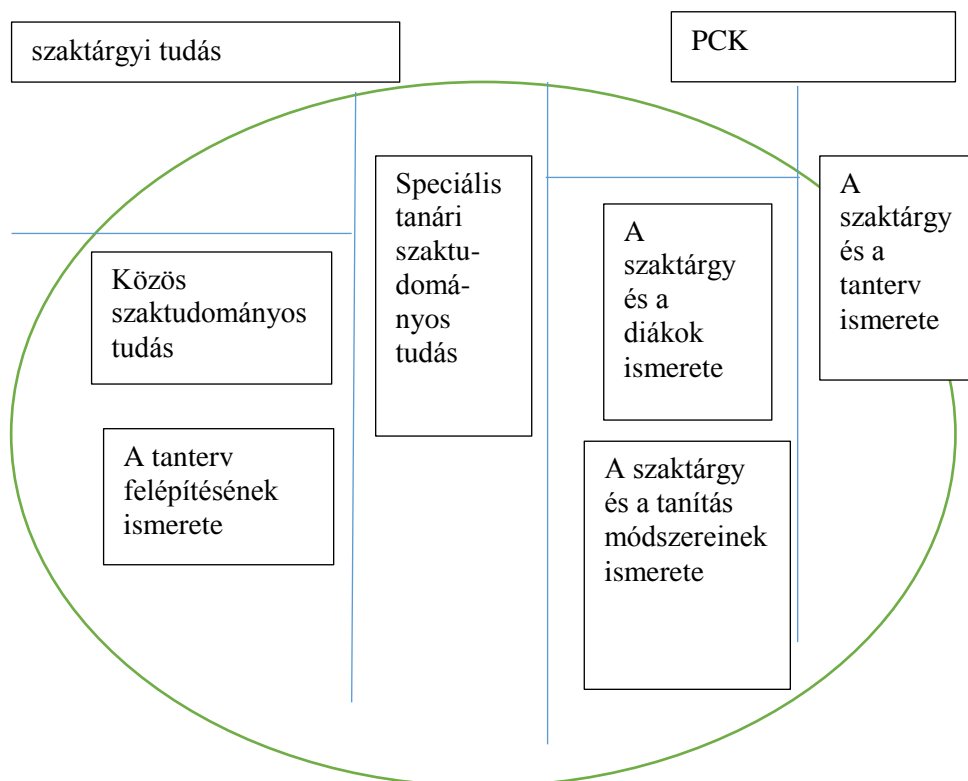 szaktárgyi tudás
PCK
Közös
szaktudományos
tudás
A tanterv
felépítésének
ismerete
Speciális
tanári
szaktu-
domá-
nyos
tudás
A
szaktárgy
és a
diákok
ismerete
A szaktárgy
és a tanítás
módszereinek
ismerete
A
szaktárgy
és a
tanterv
ismerete